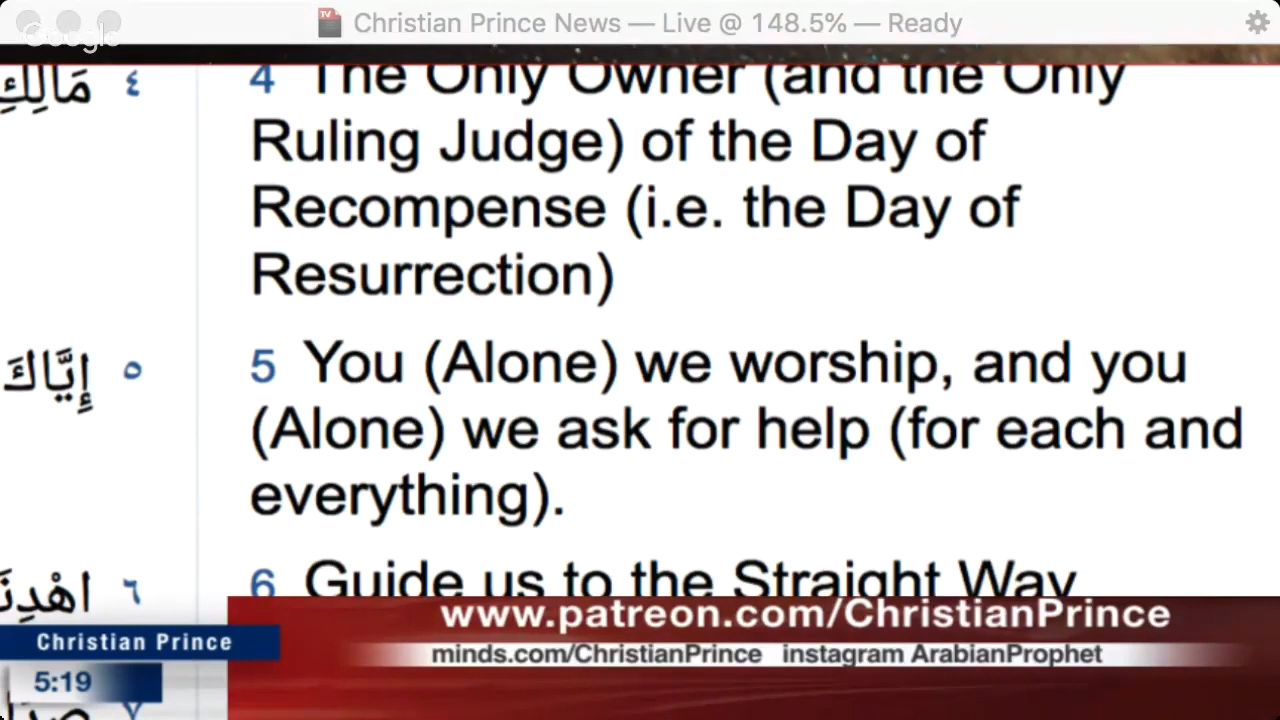 Christian Prince News — Live @ 148.5% — Ready
Google
4 The Only Owner (and the Only
مَالِكِ ٤
Ruling Judge) of the Day of
Recompense (i.e. the Day of
Resurrection)
5 You (Alone) we worship, and you
إِيَّاكَ ٥
(Alone) we ask for help (for each and
everything).
6 Guide us to the Straight Way
٦
www.patreon.com/ChristianPrince
Christian Prince
minds.com/ChristianPrince instagram ArabianProphet
5:19
٧